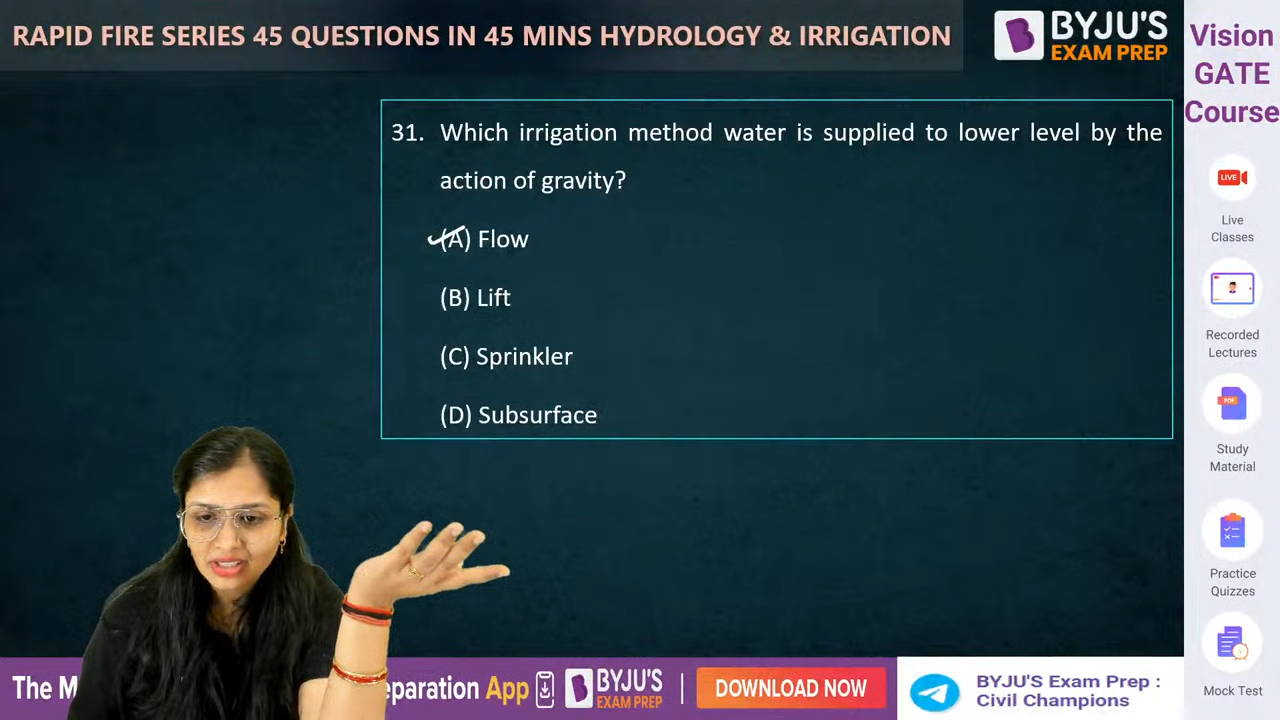 RAPID FIRE SERIES 45 QUESTIONS IN 45 MINS HYDROLOGY & IRRIGATION
BYJU'S
EXAM PREP
Vision
GATE
Course
31. Which irrigation method water is supplied to lower level by the
action of gravity?
(A) Flow
(B) Lift
(C) Sprinkler
(D) Subsurface
LIVE
Live
Classes
Recorded
Lectures
PDF
Study
Material
Practice
Quizzes
Mock Test
The M
eparation App
BYJU'S
EXAM PREP
DOWNLOAD NOW
BYJU'S Exam Prep :
Civil Champions